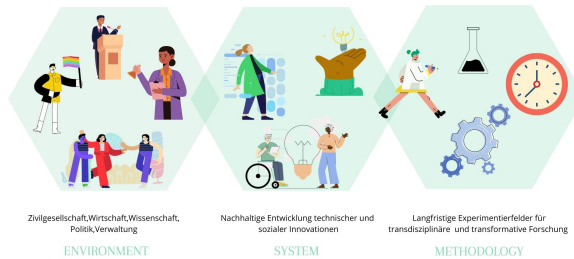 Zivilgesellschaft,Wirtschaft,Wissenschaft,
Politik,Verwaltung
ENVIRONMENT
Nachhaltige Entwicklung technischer und
sozialer Innovationen
SYSTEM
Langfristige Experimentierfelder für
transdisziplinäre und transformative Forschung
METHODOLOGY